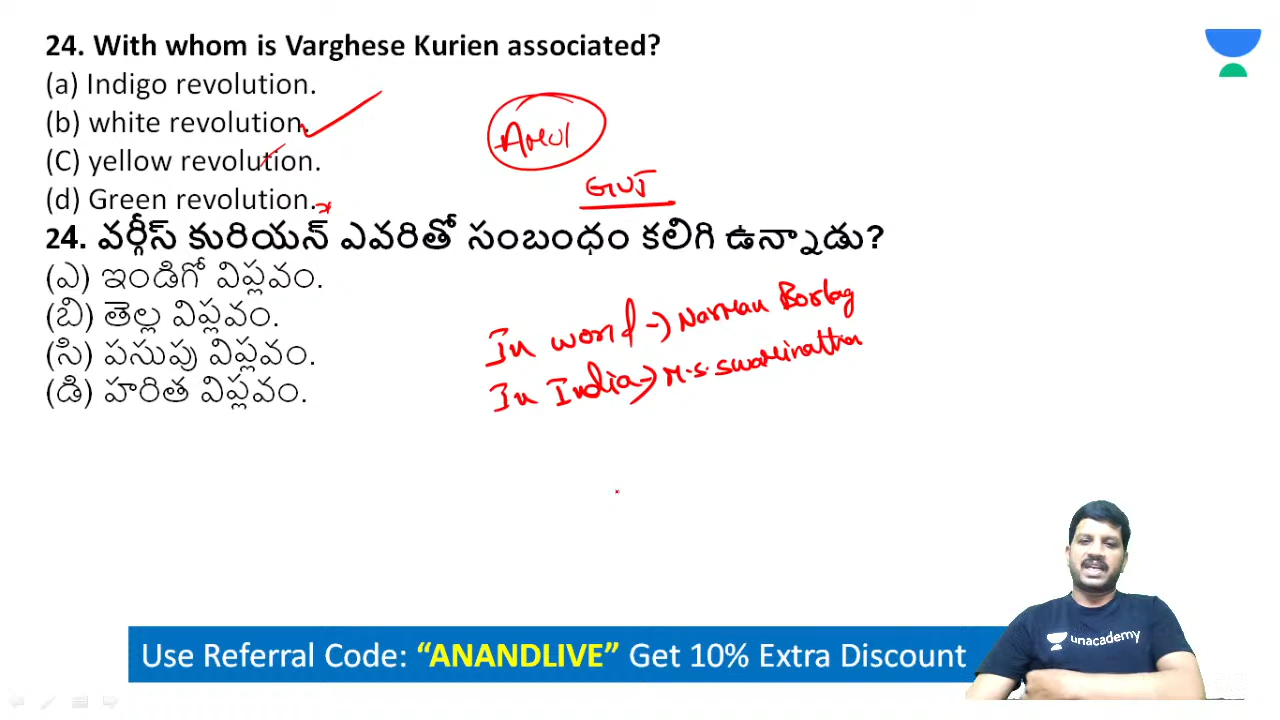 24. With whom is Varghese Kurien associated?
(a) Indigo revolution.
(b) white revolution.
(C) yellow revolution.
(d) Green revolution.
AMUl
GUJ
24. వర్గీస్ కురియన్ ఎవరితో సంబంధం కలిగి ఉన్నాడు?
(ఎ) ఇండిగో విప్లవం.
(బి) తెల్ల విప్లవం.
(సి) పసుపు విప్లవం.
(డి) హరిత విప్లవం.
In world → Norman Borlag
In India → M.S. Swaminathan
unacademy
Use Referral Code: “ANANDLIVE” Get 10% Extra Discount